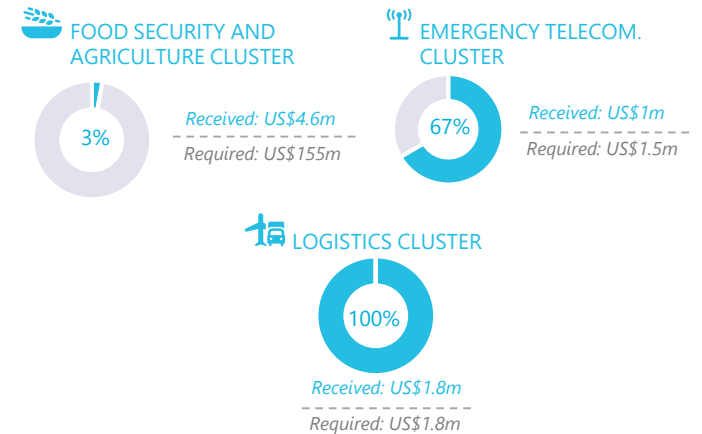 FOOD SECURITY AND
AGRICULTURE CLUSTER
3%
Received: US$4.6m
Required: US$155m
EMERGENCY TELECOM.
CLUSTER
67%
Received: US$1m
Required: US$1.5m
LOGISTICS CLUSTER
100%
Received: US$1.8m
Required: US$1.8m